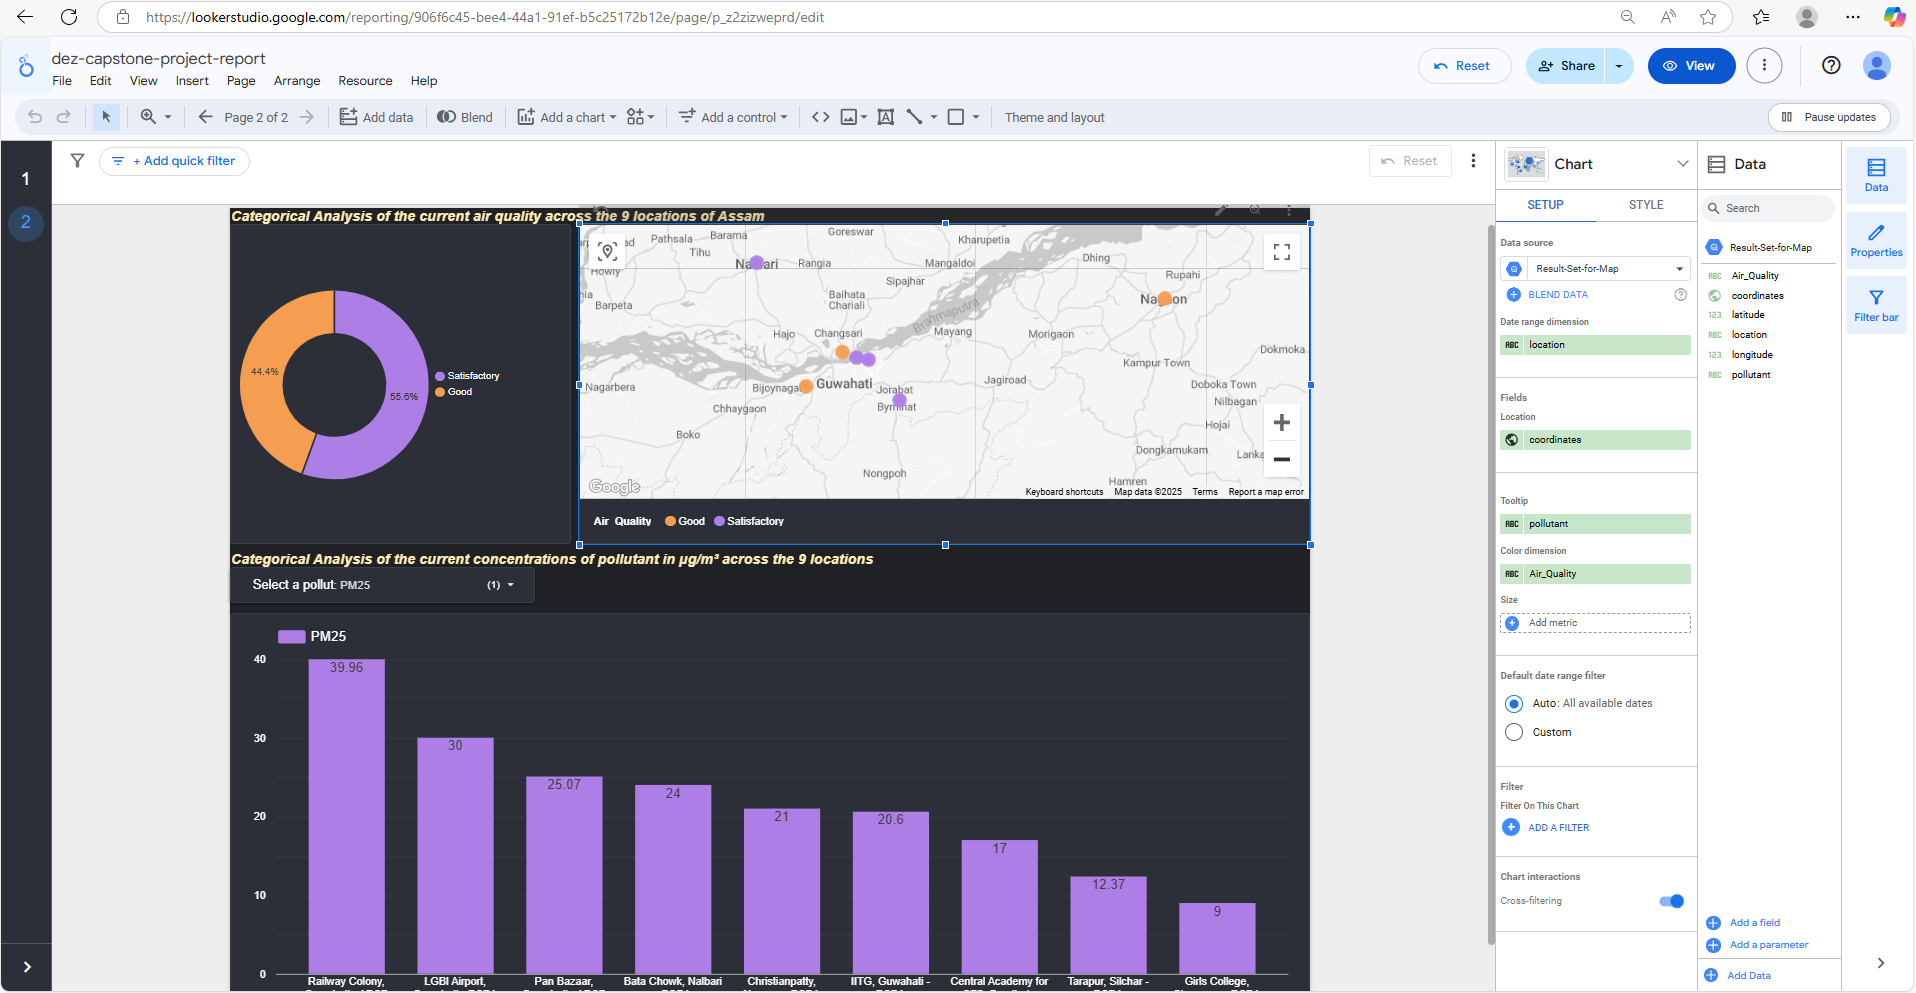 https://lookerstudio.google.com/reporting/906f6c45-bee4-44a1-91ef-b5c25172b12e/page/p_z2zizweprd/edit
dez-capstone-project-report
File Edit View Insert Page Arrange Resource Help
Reset
Share
View
Page 2 of 2
Add data
Blend
Add a chart
Add a control
Theme and layout
Pause updates
1
2
+ Add quick filter
Reset
Categorical Analysis of the current air quality across the 9 locations of Assam
44.4%
55.6%
Satisfactory
Good
Pathsala
Barama
Goreswar
Kharupetia
Tihu
Nalbari
Rangia
Mangaldoi
Dhing
Howly
Sipajhar
Rupahi
Barpeta
Baihata
Chariali
Nagaon
Brahmaputra
Hajo
Changsari
Mayang
Morigaon
Dokmoka
Kampur Town
Nagarbera
Bijoynagar
Guwahati
Jorabat
Jagiroad
Doboka Town
Chhaygaon
Byrnihat
Nilbagan
Boko
Hojai
Dongkamukam
Lanka
Nongpoh
Hamren
Google
Keyboard shortcuts
Map data ©2025
Terms
Report a map error
Air_Quality
Good
Satisfactory
Categorical Analysis of the current concentrations of pollutant in µg/m³ across the 9 locations
Select a pollut: PM25
(1)
PM25
40
30
20
10
0
39.96
30
25.07
24
21
20.6
17
12.37
9
Railway Colony,
LGBI Airport,
Pan Bazaar,
Bata Chowk, Nalbari
Christianpatty,
IITG, Guwahati -
Central Academy for
Tarapur, Silchar -
Girls College,
Chart
SETUP
STYLE
Data source
Result-Set-for-Map
BLEND DATA
Date range dimension
ABC location
Fields
Location
coordinates
Tooltip
ABC pollutant
Color dimension
ABC Air_Quality
Size
Add metric
Default date range filter
Auto: All available dates
Custom
Filter
Filter On This Chart
ADD A FILTER
Chart interactions
Cross-filtering
Data
Search
Result-Set-for-Map
ABC Air_Quality
coordinates
123 latitude
ABC location
123 longitude
ABC pollutant
Add a field
Add a parameter
Add Data
Data
Properties
Filter bar